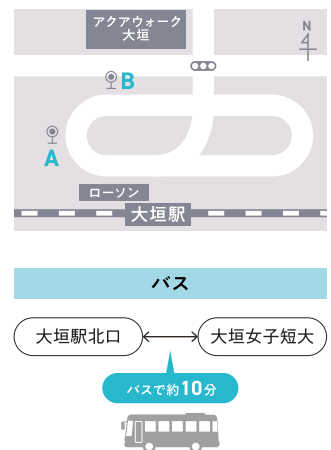 アクアウォーク
大垣
N
B
A
ローソン
大垣駅
バス
大垣駅北口
大垣女子短大
バスで約10分